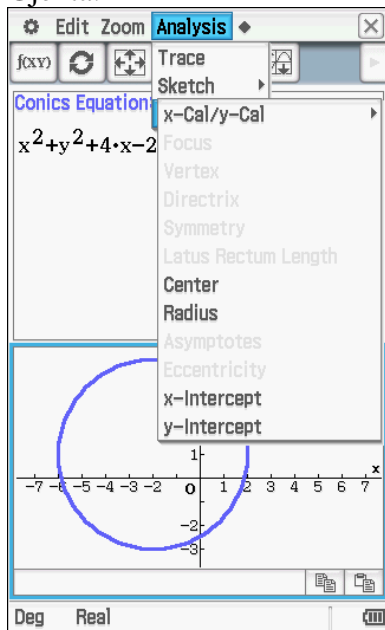 Edit Zoom Analysis ◆
f(XY)
Trace
Sketch
Conics Equation
x-Cal/y-Cal
x²+y²+4·x−2
Focus
Vertex
Directrix
Symmetry
Latus Rectum Length
Center
Radius
Asymptotes
Eccentricity
x-Intercept
y-Intercept
1
x
-7 -6 -5 -4 -3 -2 0 1 2 3 4 5 6 7
-2
-3
Deg Real